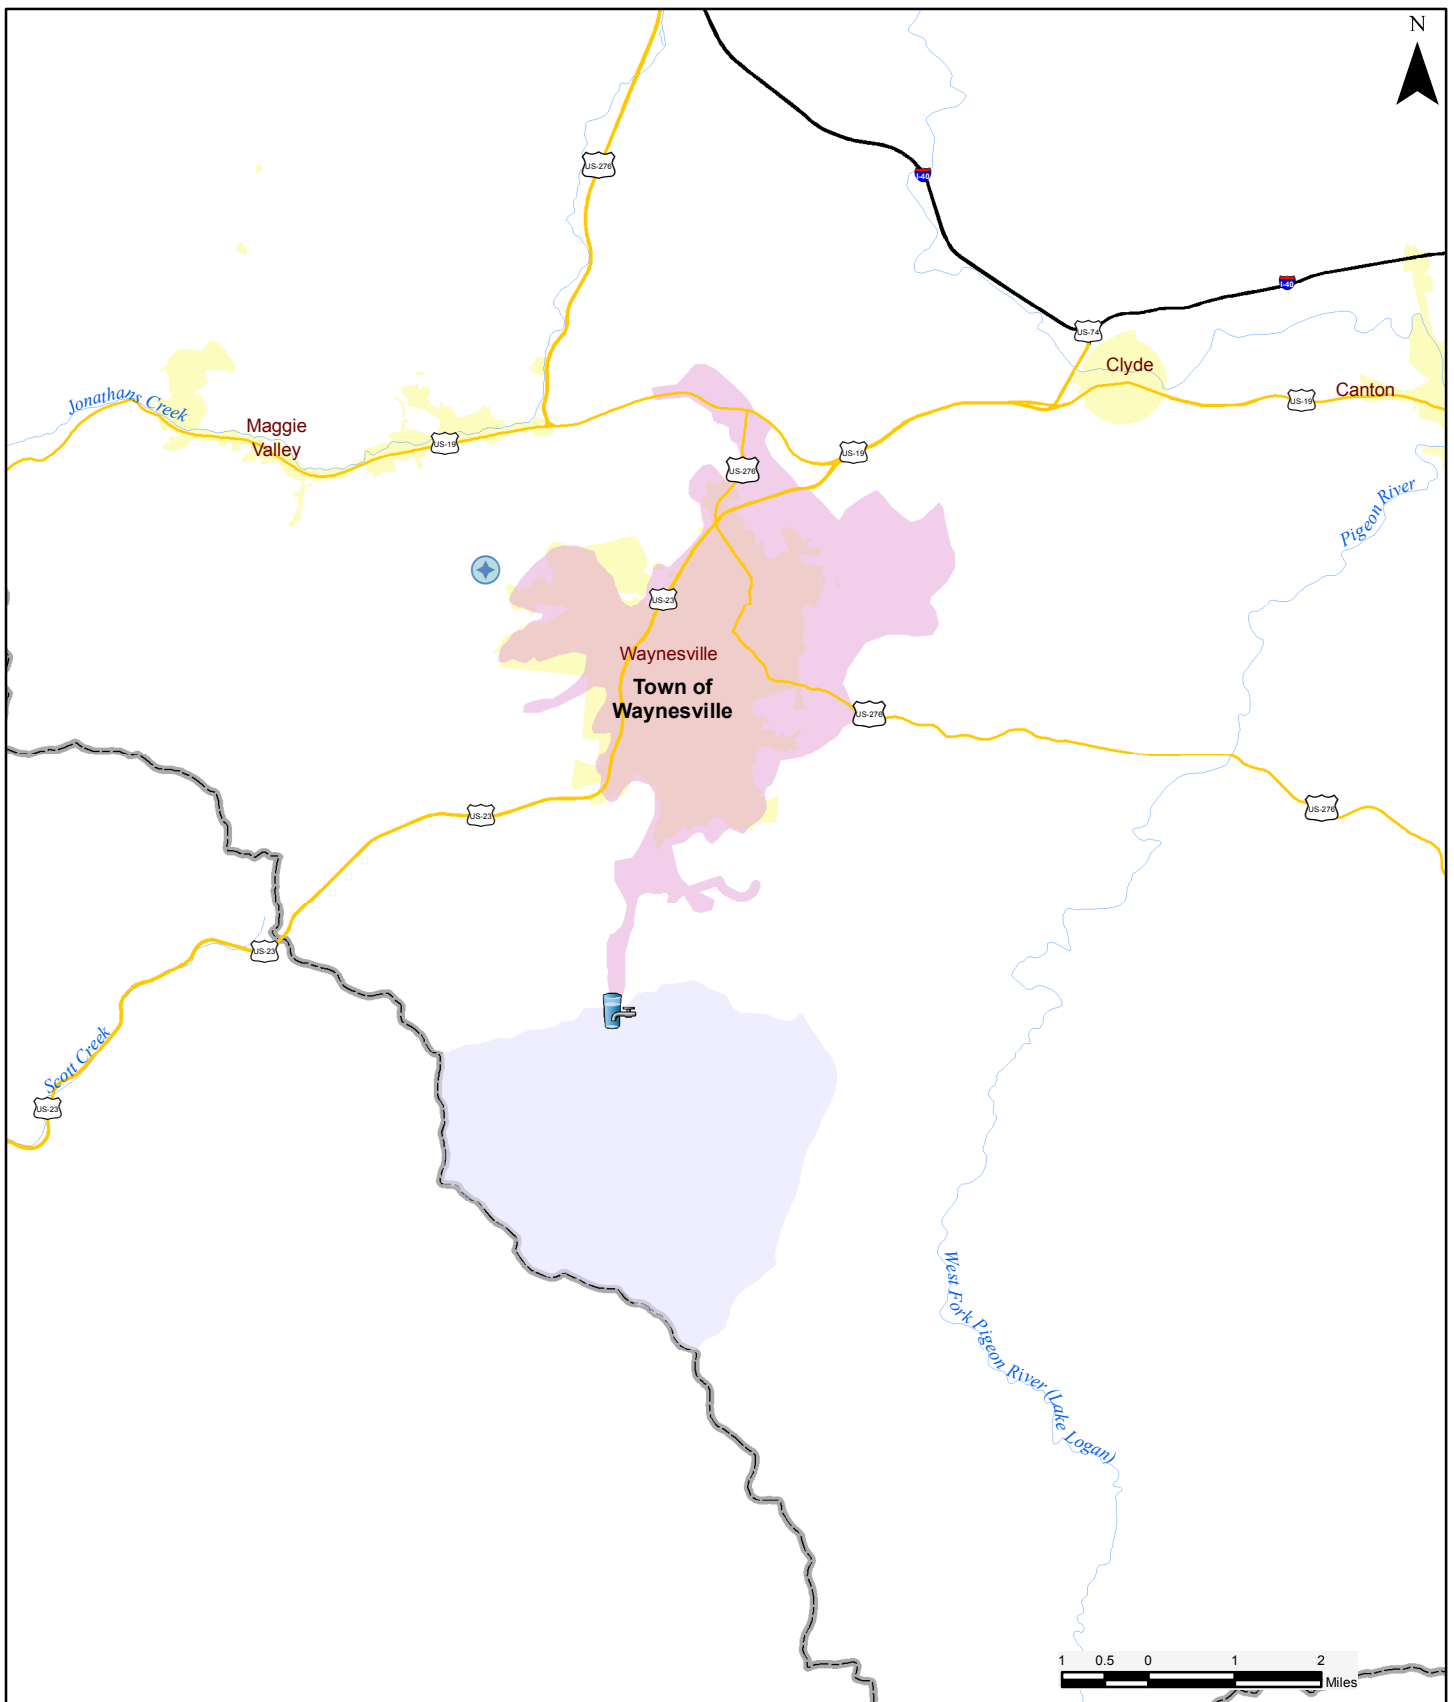 N
US-276
I-40
I-40
US-74
Clyde
Jonathans Creek
Maggie
Valley
US-19
US-19
US-19
Canton
US-276
Pigeon River
US-23
Waynesville
Town of
Waynesville
US-276
US-23
US-276
US-23
Scott Creek
US-23
West Fork Pigeon River (Lake Logan)
1 0.5 0 1 2
Miles